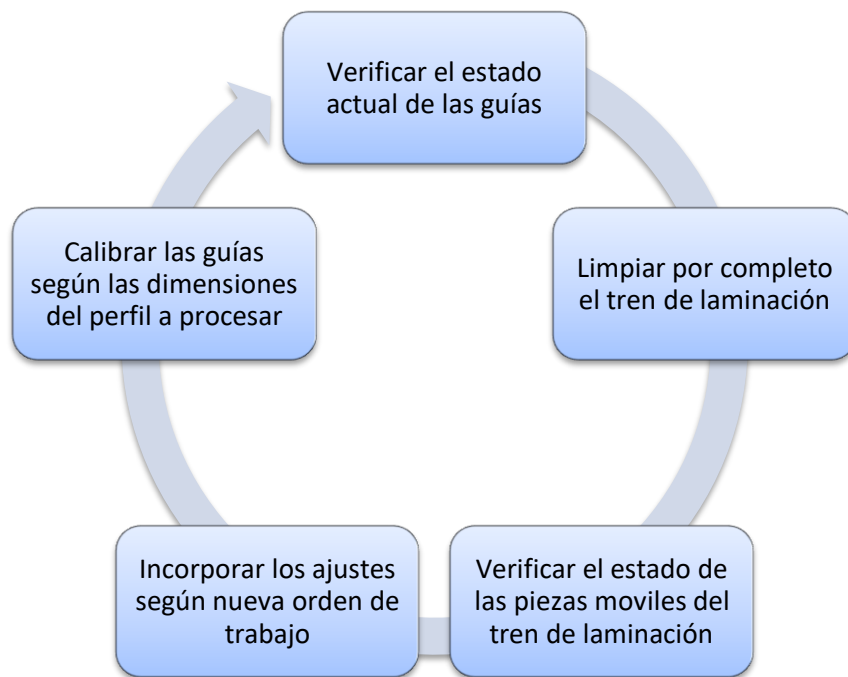 Verificar el estado
actual de las guías
Limpiar por completo
el tren de laminación
Verificar el estado de
las piezas moviles del
tren de laminación
Incorporar los ajustes
según nueva orden de
trabajo
Calibrar las guías
según las dimensiones
del perfil a procesar